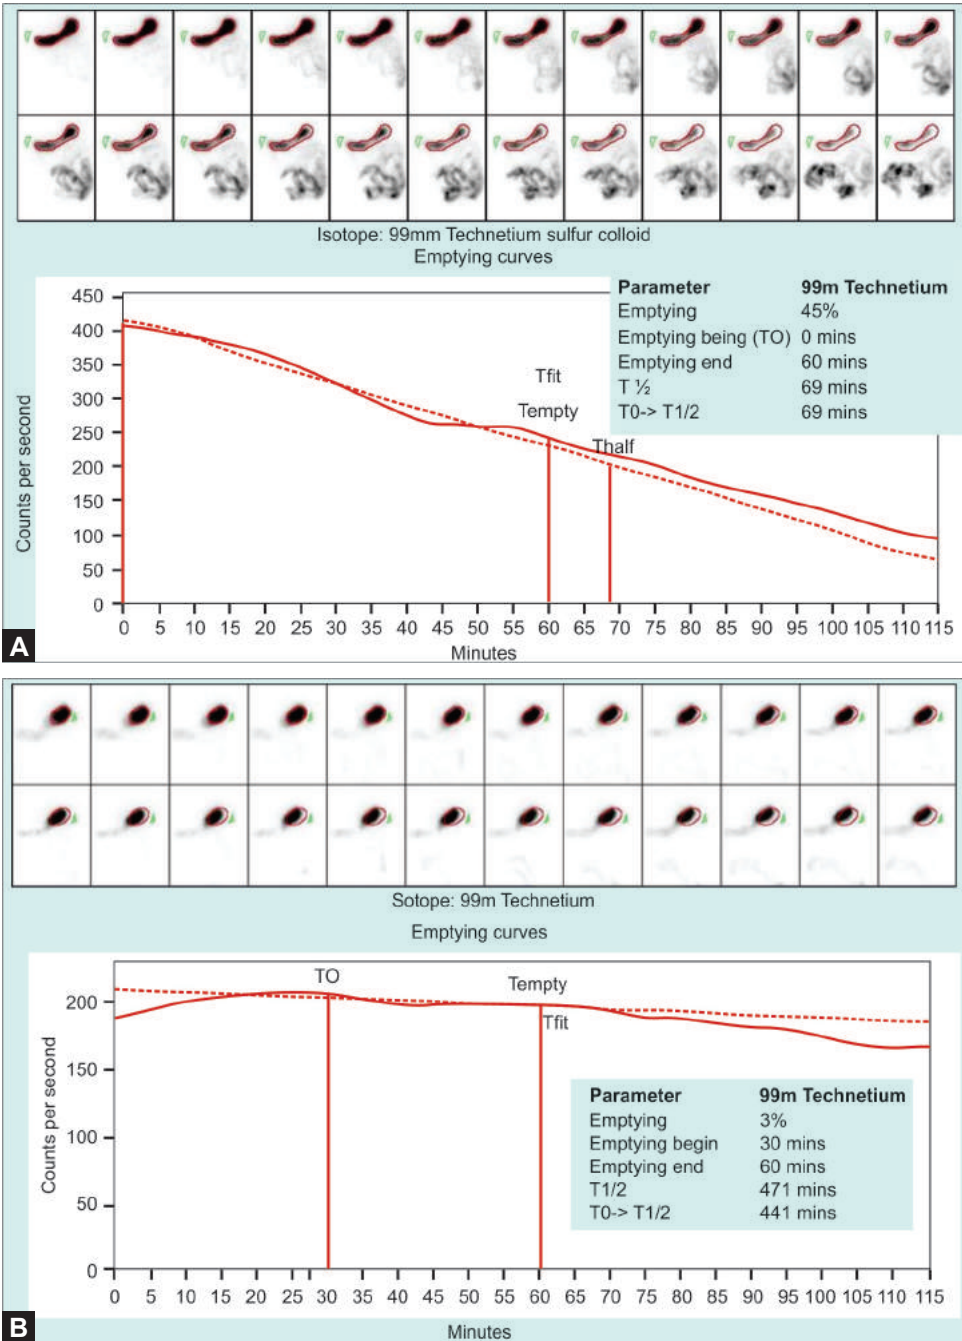 Isotope: 99mm Technetium sulfur colloid
Emptying curves
Parameter 99m Technetium
Emptying 45%
Emptying being (TO) 0 mins
Emptying end 60 mins
T ½ 69 mins
T0-> T1/2 69 mins
Counts per second
450
400
350
300
250
200
150
100
50
0
Tfit
Tempty
Thalf
0 5 10 15 20 25 30 35 40 45 50 55 60 65 70 75 80 85 90 95 100 105 110 115
Minutes
A
Sotope: 99m Technetium
Emptying curves
Counts per second
200
150
100
50
0
TO
Tempty
Tfit
Parameter 99m Technetium
Emptying 3%
Emptying begin 30 mins
Emptying end 60 mins
T1/2 471 mins
T0-> T1/2 441 mins
0 5 10 15 20 25 30 35 40 45 50 55 60 65 70 75 80 85 90 95 100 105 110 115
Minutes
B